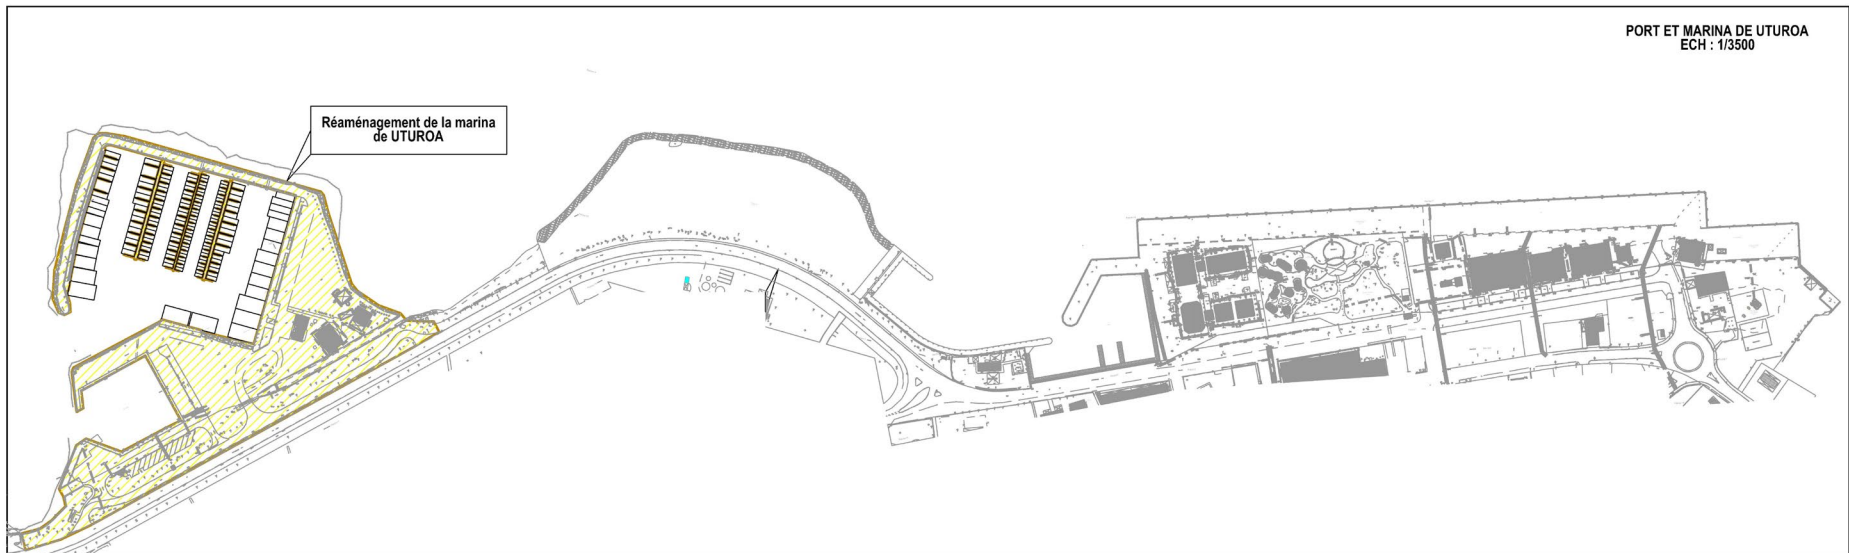 PORT ET MARINA DE UTUROA
ECH : 1/3500
Réaménagement de la marina
de UTUROA